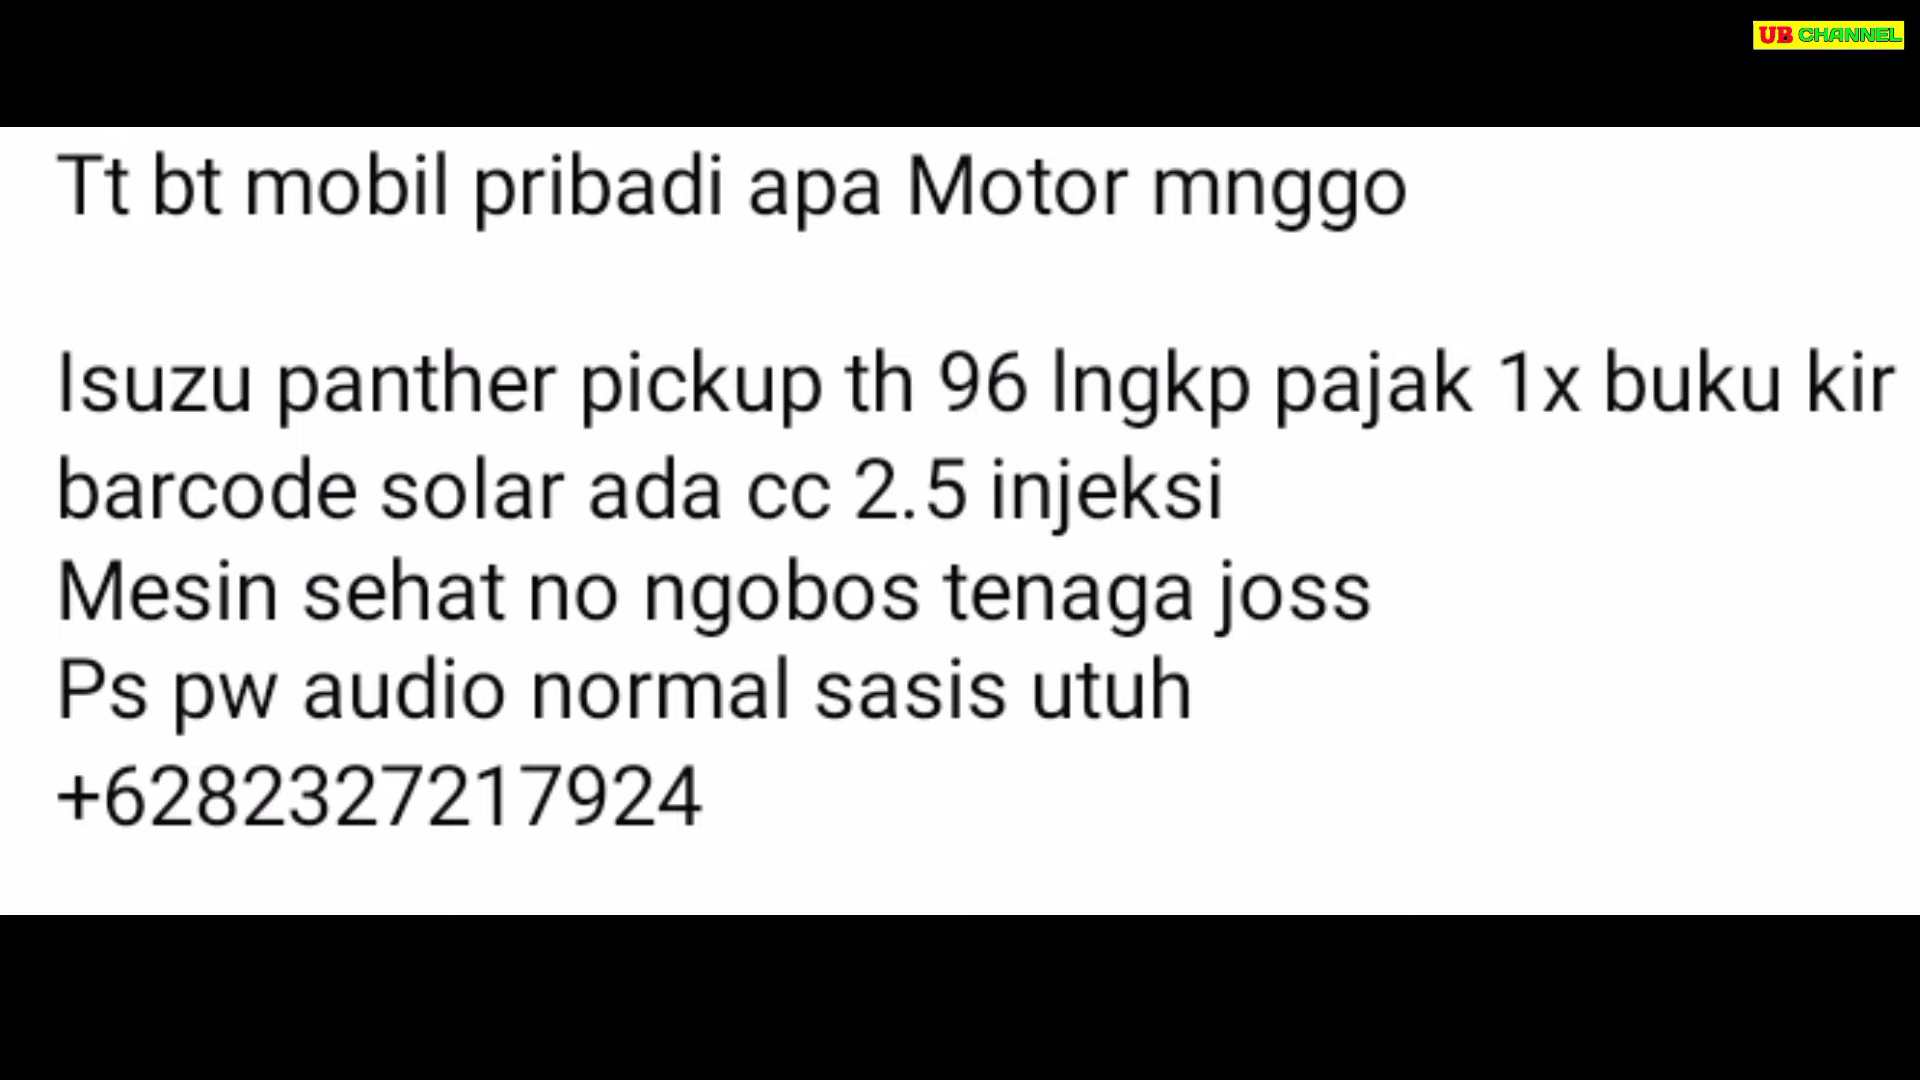 UB CHANNEL
Tt bt mobil pribadi apa Motor mnggo
Isuzu panther pickup th 96 lngkp pajak 1x buku kir
barcode solar ada cc 2.5 injeksi
Mesin sehat no ngobos tenaga joss
Ps pw audio normal sasis utuh
+6282327217924